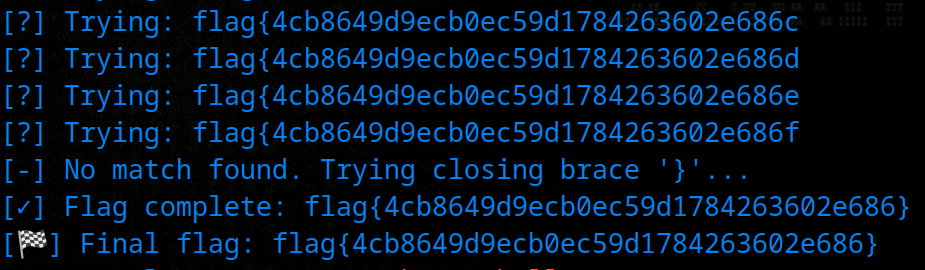 [?] Trying: flag{4cb8649d9ecb0ec59d1784263602e686c
[?] Trying: flag{4cb8649d9ecb0ec59d1784263602e686d
[?] Trying: flag{4cb8649d9ecb0ec59d1784263602e686e
[?] Trying: flag{4cb8649d9ecb0ec59d1784263602e686f
[-] No match found. Trying closing brace '}'...
[✓] Flag complete: flag{4cb8649d9ecb0ec59d1784263602e686}
[🏁] Final flag: flag{4cb8649d9ecb0ec59d1784263602e686}